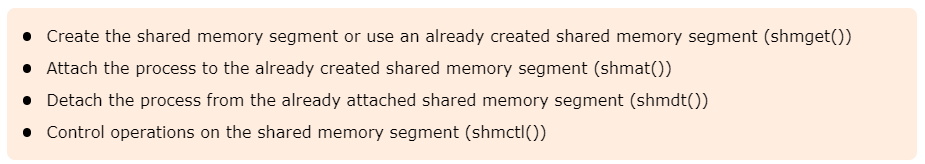 ● Create the shared memory segment or use an already created shared memory segment (shmget())
● Attach the process to the already created shared memory segment (shmat())
● Detach the process from the already attached shared memory segment (shmdt())
● Control operations on the shared memory segment (shmctl())